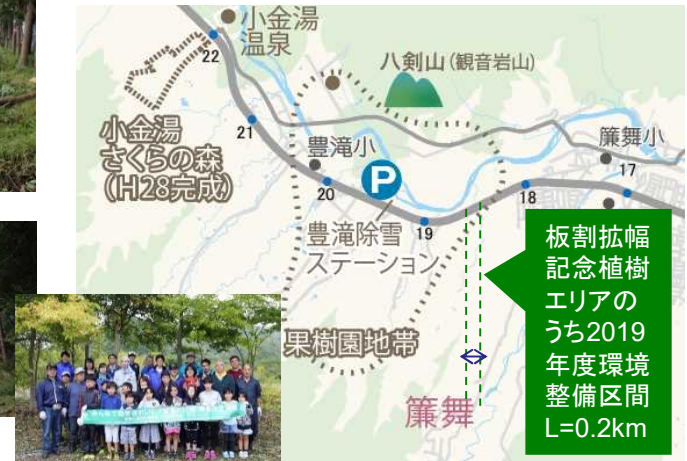 小金湯
温泉
22
八剣山(観音岩山)
小金湯
さくらの森
(H28完成)
21
豊滝小
簾舞小
17
P
20
18
19
豊滝除雪
ステーション
板割拡幅
記念植樹
エリアの
うち2019
年度環境
整備区間
L=0.2km
果樹園地帯
簾舞